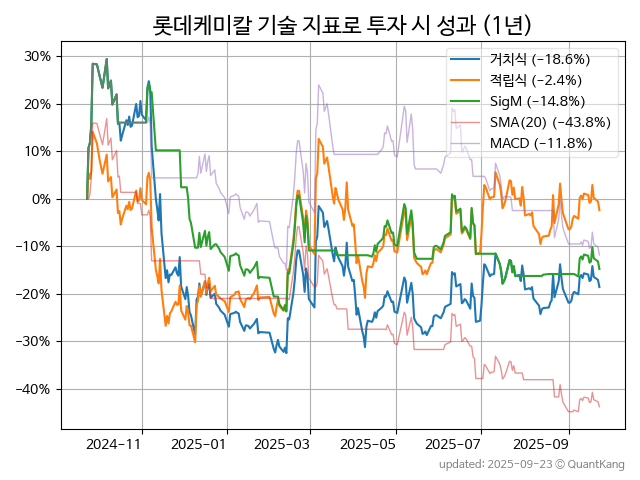 롯데케미칼 기술 지표로 투자 시 성과 (1년)
30%
20%
10%
0%
−10%
−20%
−30%
−40%
거치식 (−18.6%)
적립식 (−2.4%)
SigM (−14.8%)
SMA(20) (−43.8%)
MACD (−11.8%)
2024-11
2025-01
2025-03
2025-05
2025-07
2025-09
updated: 2025-09-23 © QuantKang